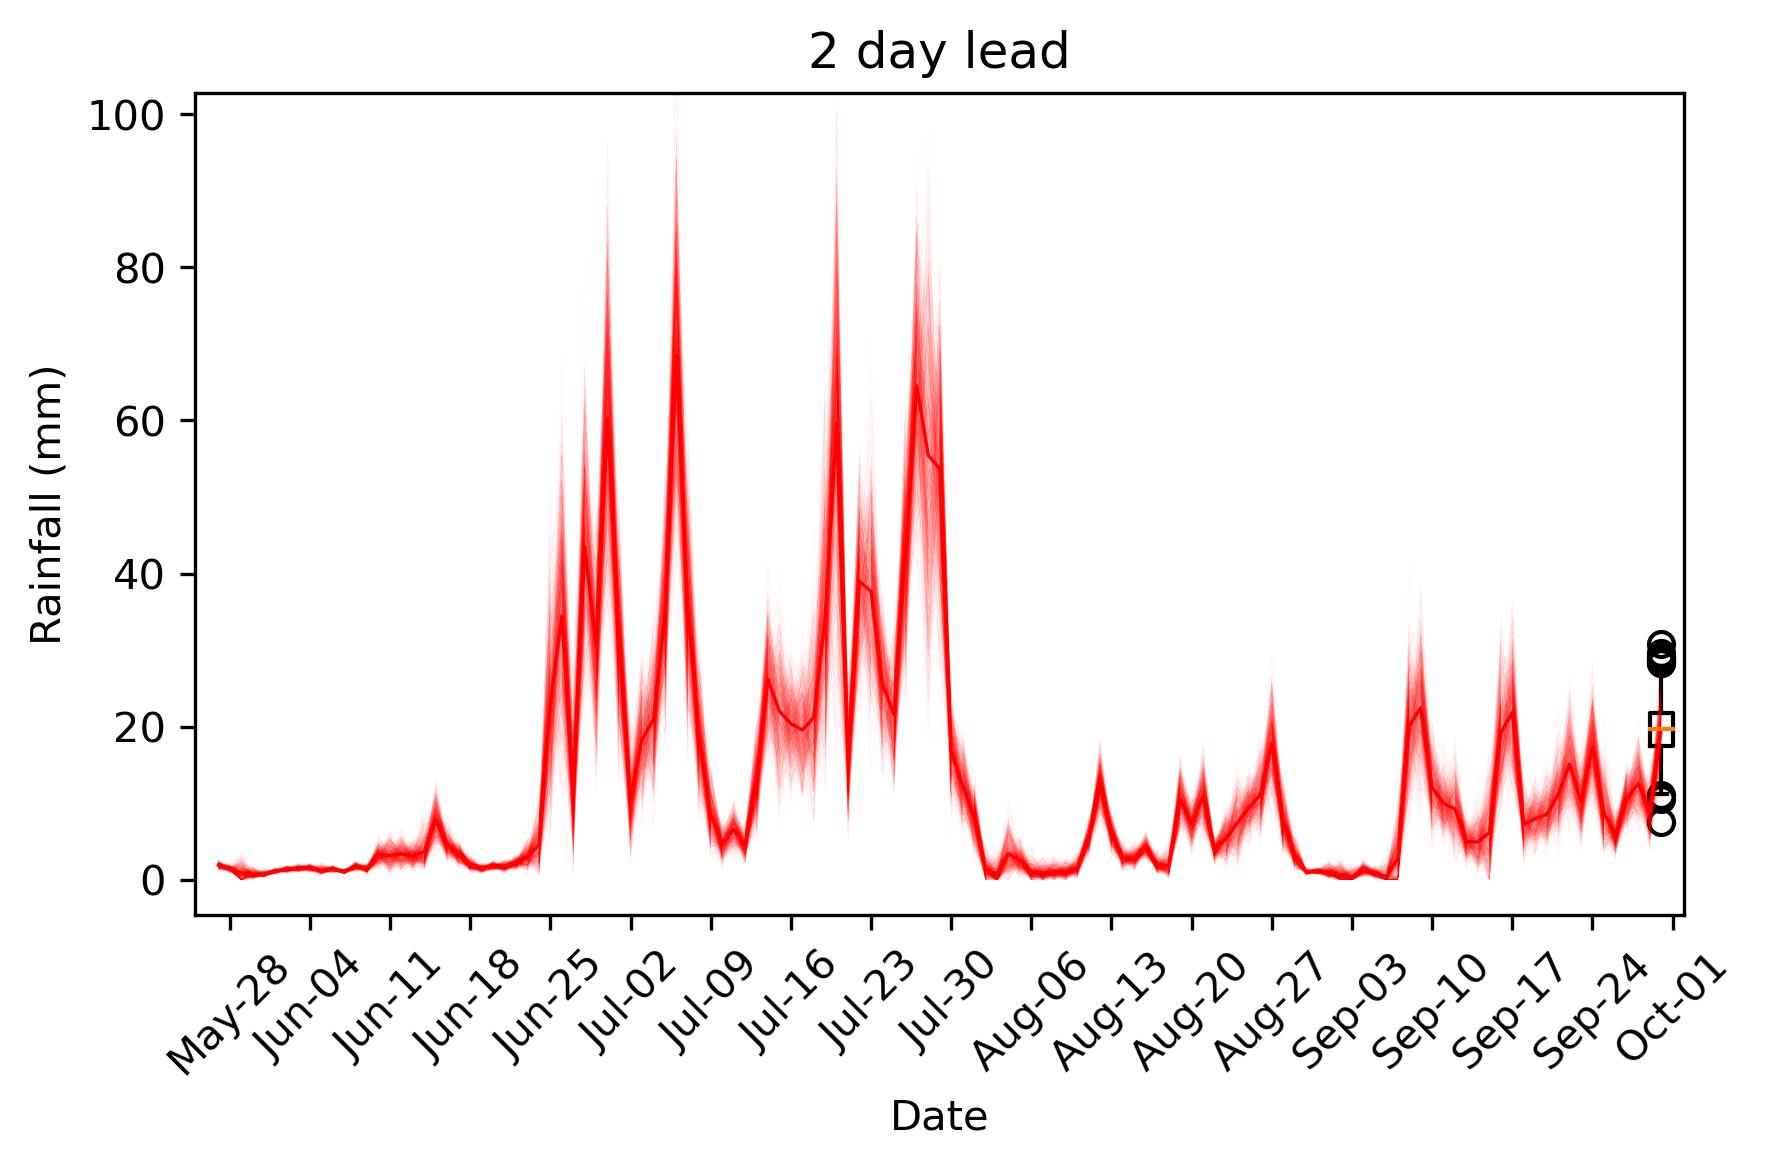 2 day lead
Rainfall (mm)
100
80
60
40
20
0
May-28
Jun-04
Jun-11
Jun-18
Jun-25
Jul-02
Jul-09
Jul-16
Jul-23
Jul-30
Aug-06
Aug-13
Aug-20
Aug-27
Sep-03
Sep-10
Sep-17
Sep-24
Oct-01
Date